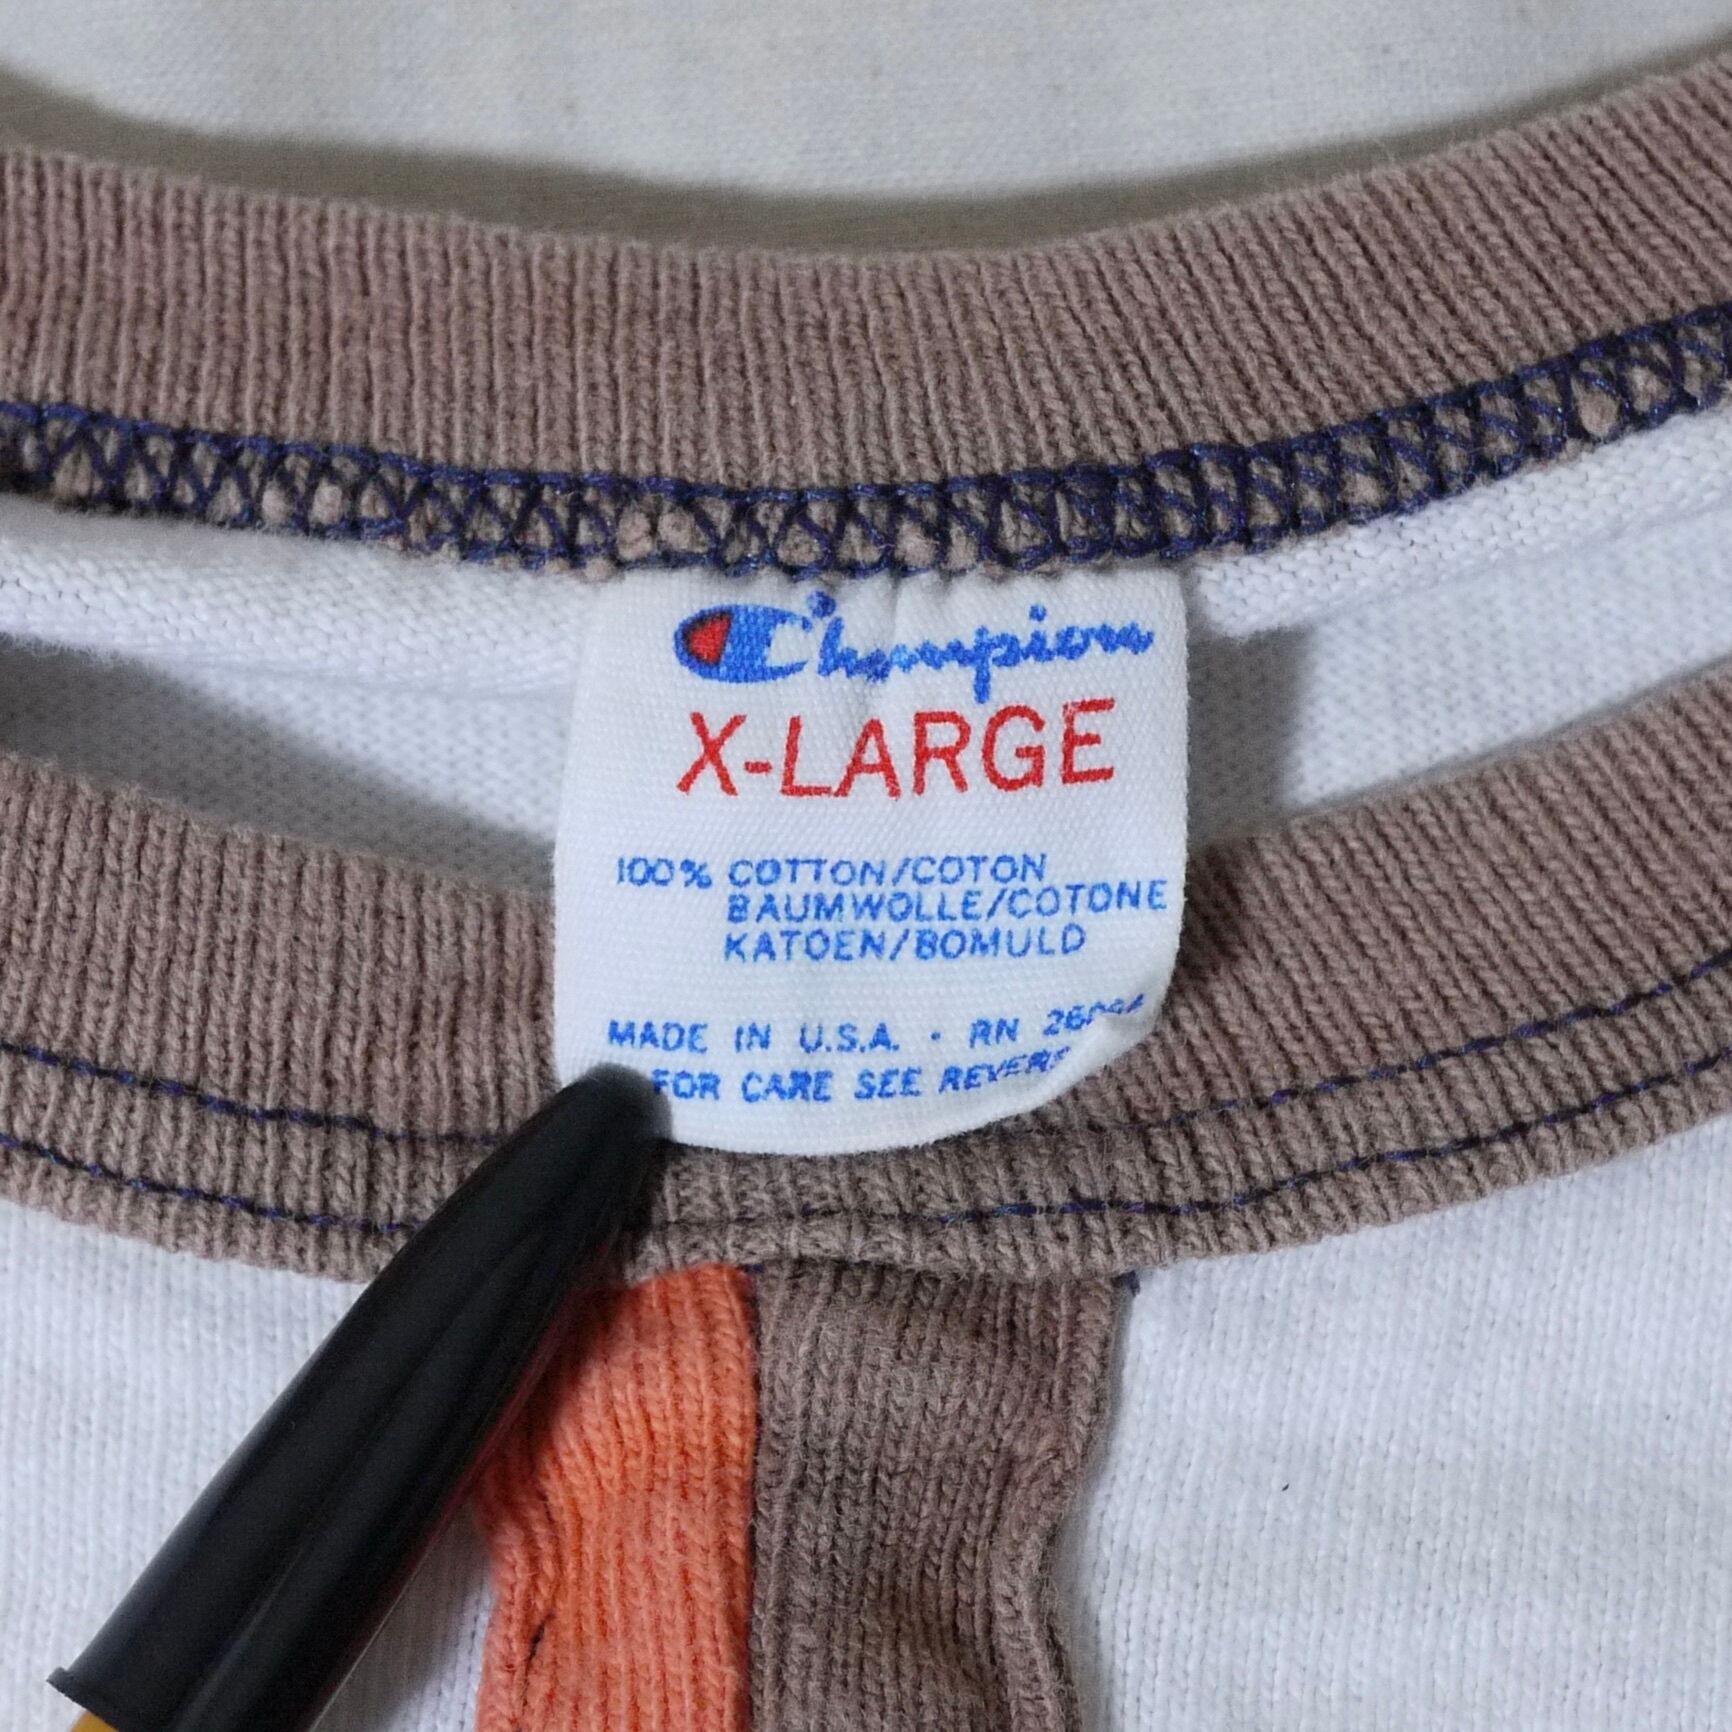 Champion
X-LARGE
100% COTTON/COTON
BAUMWOLLE/COTONE
KATOEN/BOMULD
MADE IN U.S.A. · RN
FOR CARE SEE